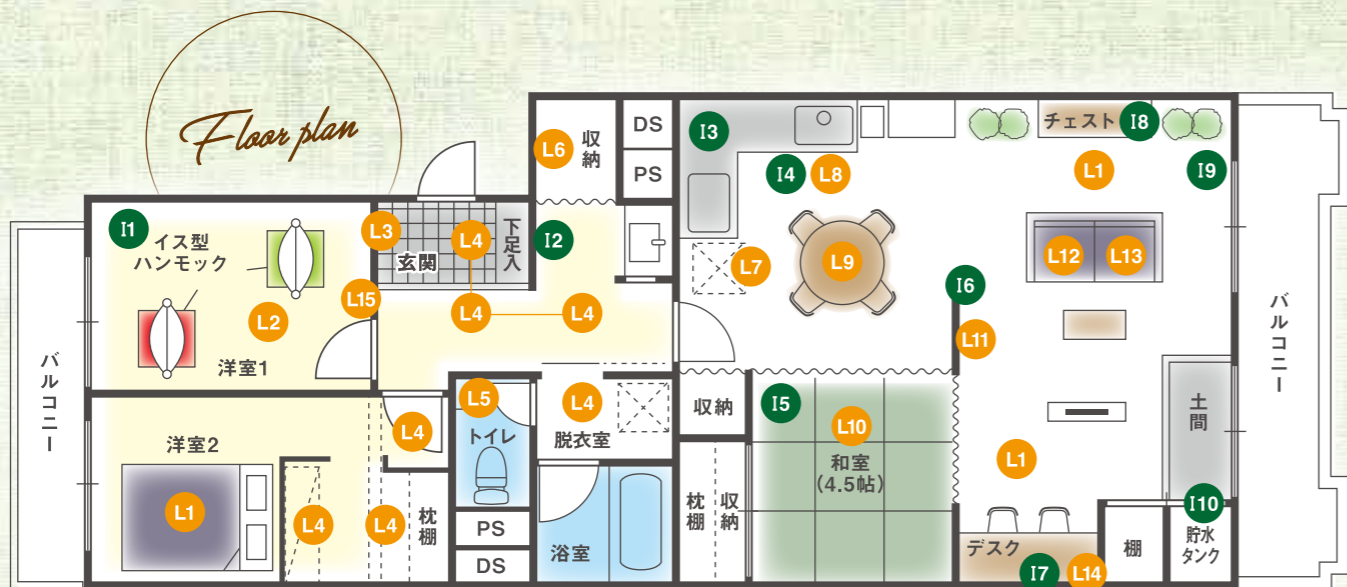 Floor plan
L6
収納
DS
PS
I3
I4
L8
チェスト
I8
L1
I9
I1
イス型
ハンモック
L2
洋室1
L15
L3
玄関
L4
下足入
I2
L4
L4
L7
L9
L12
L13
I6
L11
バルコニー
バルコニー
洋室2
L1
L4
L4
L4
枕棚
L5
トイレ
PS
DS
L4
脱衣室
浴室
収納
枕棚
収納
I5
L10
和室
(4.5帖)
L1
土間
I10
デスク
I7
L14
棚
貯水
タンク